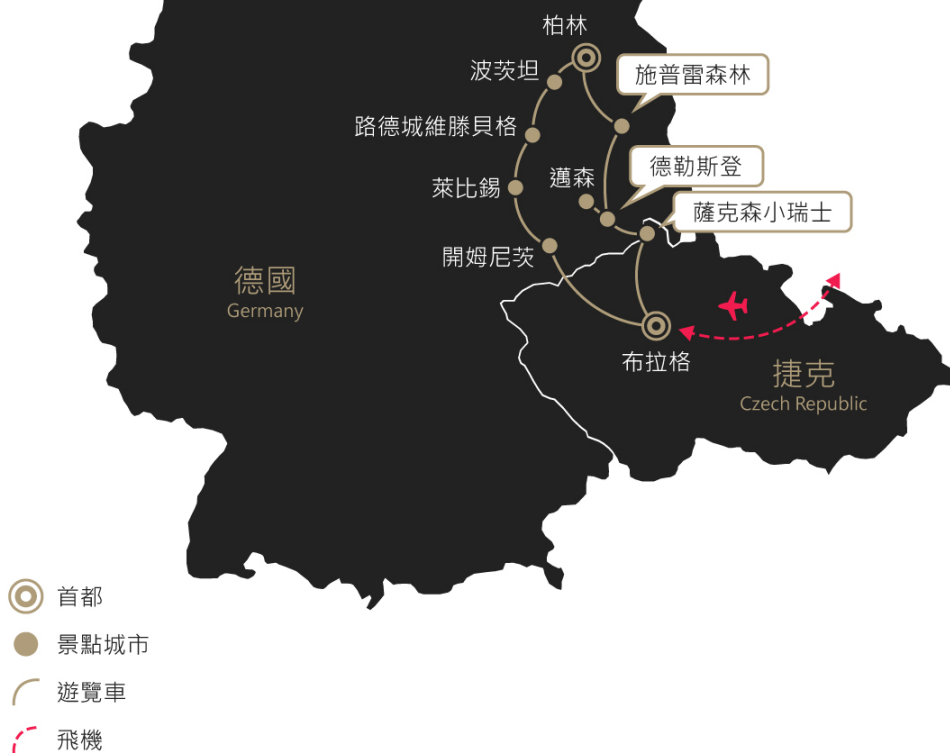 柏林
波茨坦
施普雷森林
路德城維滕貝格
德勒斯登
邁森
萊比錫
薩克森小瑞士
開姆尼茨
德國
Germany
布拉格
捷克
Czech Republic
首都
景點城市
遊覽車
飛機